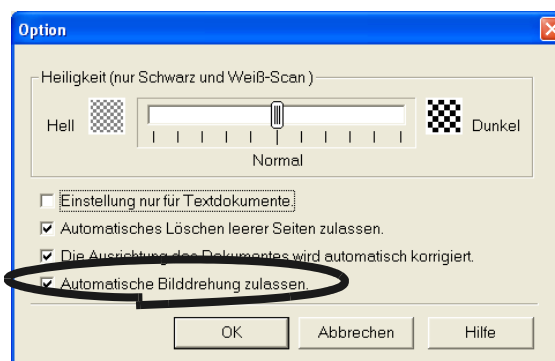 Option
Heiligkeit (nur Schwarz und Weiß-Scan )
Hell
Dunkel
Normal
Einstellung nur für Textdokumente.
Automatisches Löschen leerer Seiten zulassen.
Die Ausrichtung des Dokumentes wird automatisch korrigiert.
Automatische Bilddrehung zulassen.
OK Abbrechen Hilfe